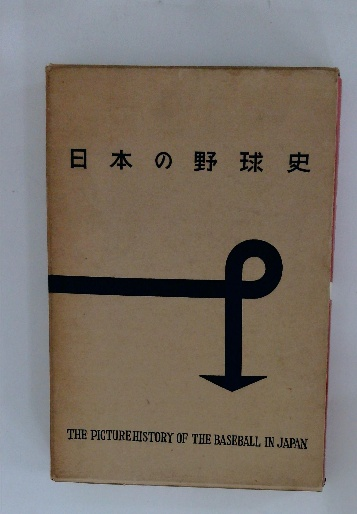 日本の野球史
THE PICTURE HISTORY OF THE BASEBALL IN JAPAN